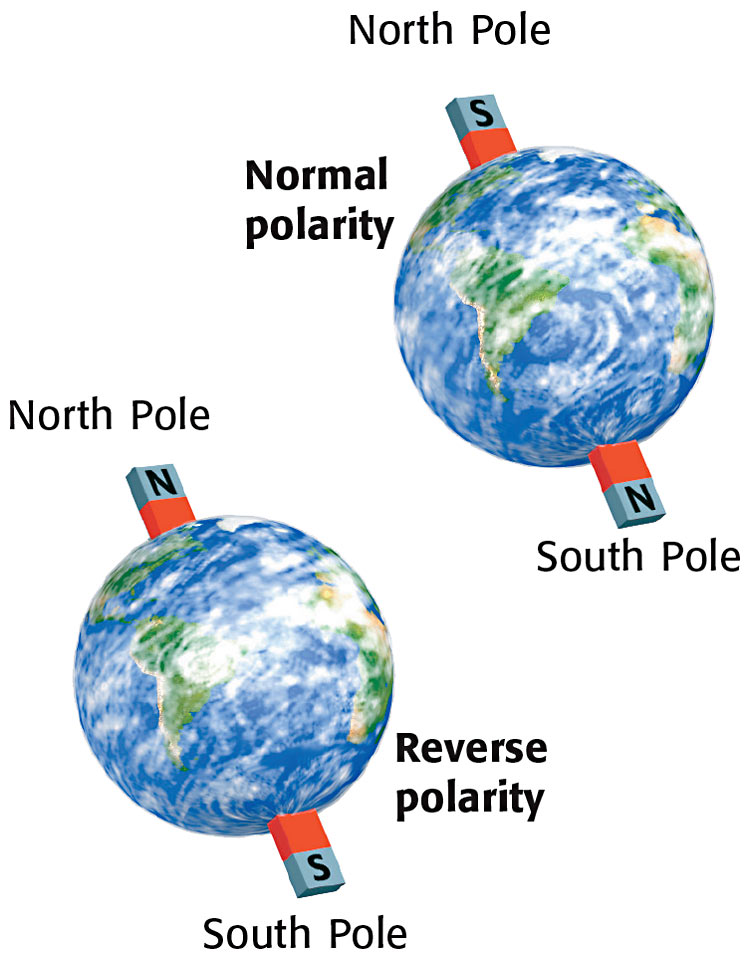 North Pole
S
Normal
polarity
N
South Pole
North Pole
N
Reverse
polarity
S
South Pole